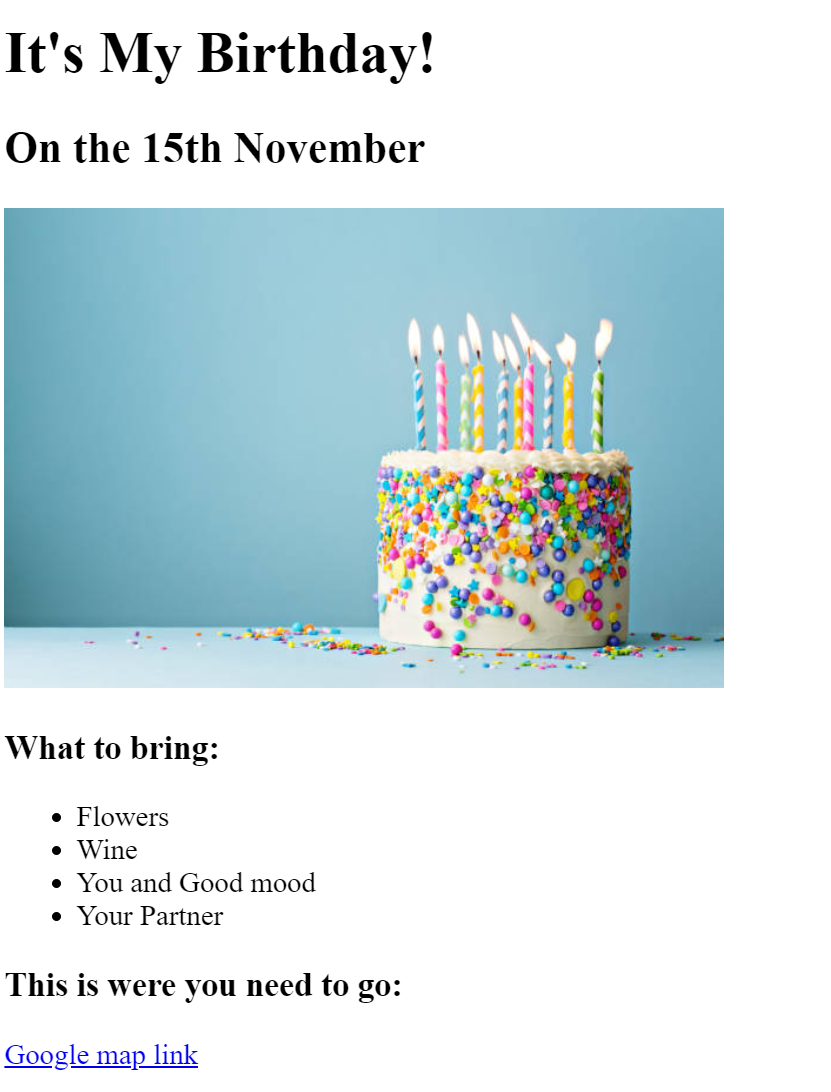 It's My Birthday!
On the 15th November
What to bring:
Flowers
Wine
You and Good mood
Your Partner
This is were you need to go:
Google map link